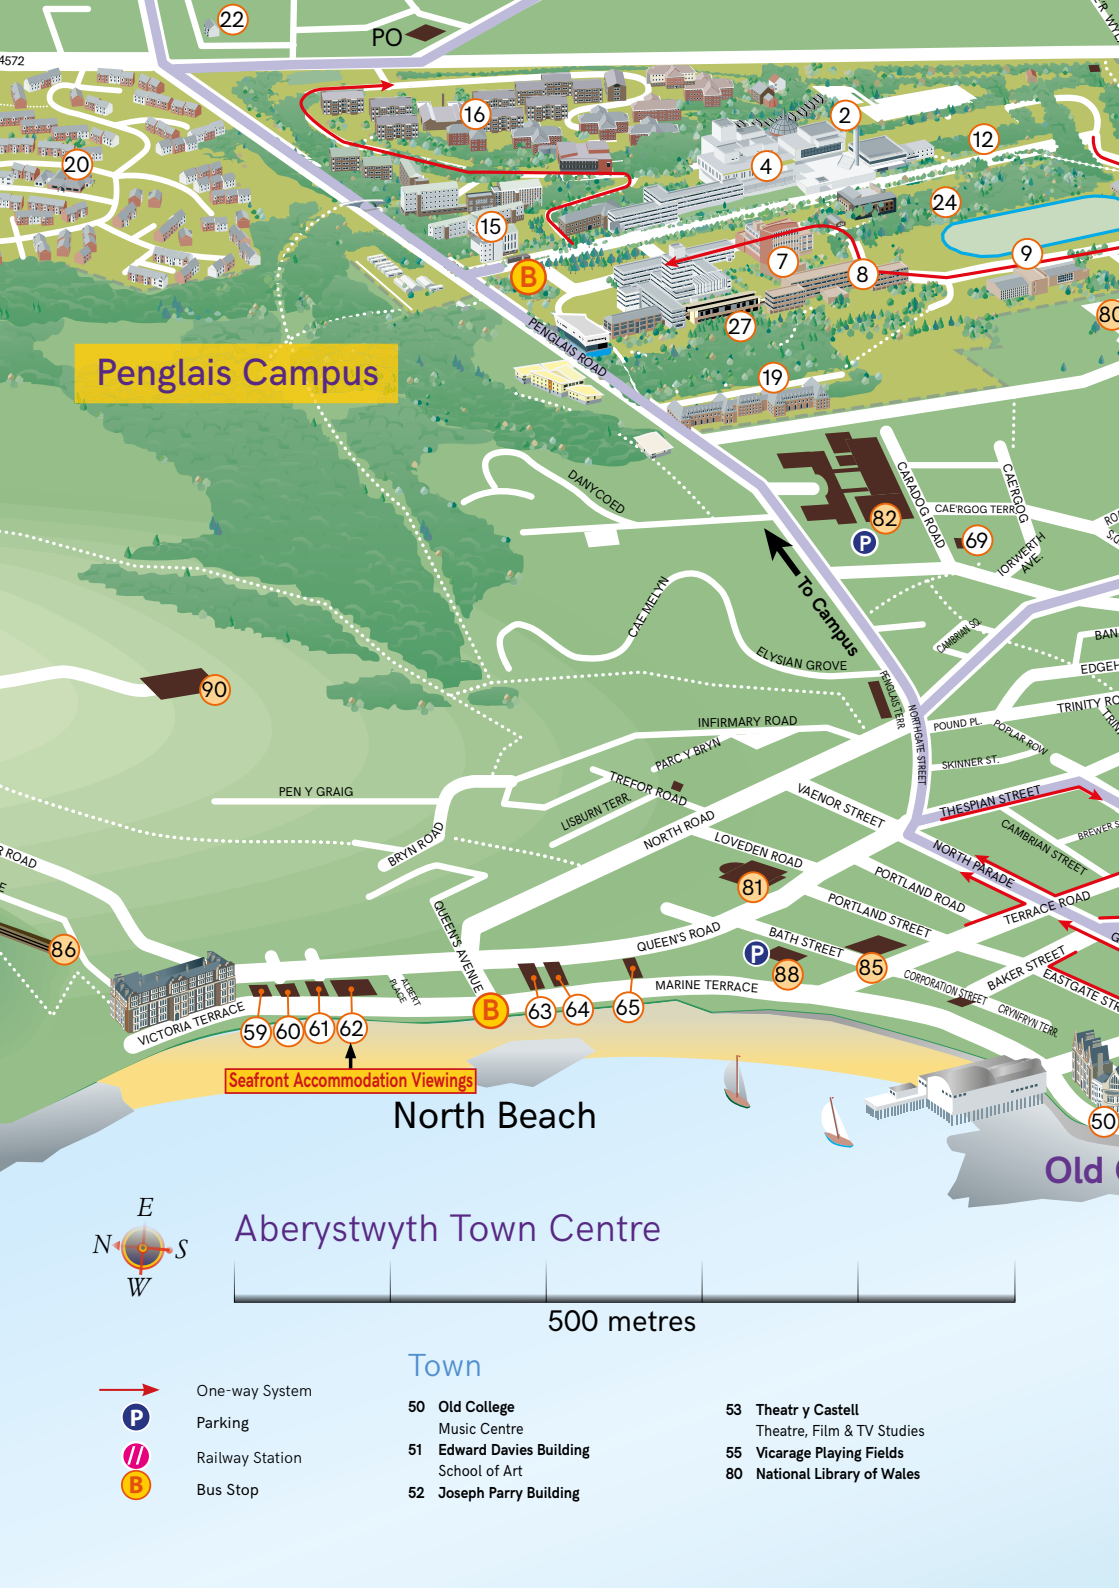 22
PO
4572
16
2
12
20
4
24
15
7
9
8
B
27
80
PENGLAIS ROAD
Penglais Campus
19
DANYCOED
CARADOG ROAD
CAE'RGOG
CAE'RGOG TERR.
82
P
69
IORWERTH
AVE.
To Campus
CAE MELYN
CAMBRIAN SQ.
ELYSIAN GROVE
90
PENGLAIS TERR.
NORTHGATE STREET
INFIRMARY ROAD
POUND PL.
POPLAR ROW
PARC Y BRYN
SKINNER ST.
TREFOR ROAD
PEN Y GRAIG
VAENOR STREET
THESPIAN STREET
LISBURN TERR.
NORTH ROAD
CAMBRIAN STREET
BRYN ROAD
LOVEDEN ROAD
NORTH PARADE
81
PORTLAND ROAD
TERRACE ROAD
PORTLAND STREET
QUEEN'S AVENUE
QUEEN'S ROAD
BATH STREET
86
P
88
85
BAKER STREET
CORPORATION STREET
ALBERT
PLACE
MARINE TERRACE
CRYNFRYN TERR.
VICTORIA TERRACE
59
60
61
62
B
63
64
65
Seafront Accommodation Viewings
North Beach
50
Old
E
N
S
W
Aberystwyth Town Centre
500 metres
One-way System
P Parking
Railway Station
B Bus Stop
Town
50 Old College
Music Centre
51 Edward Davies Building
School of Art
52 Joseph Parry Building
53 Theatr y Castell
Theatre, Film & TV Studies
55 Vicarage Playing Fields
80 National Library of Wales